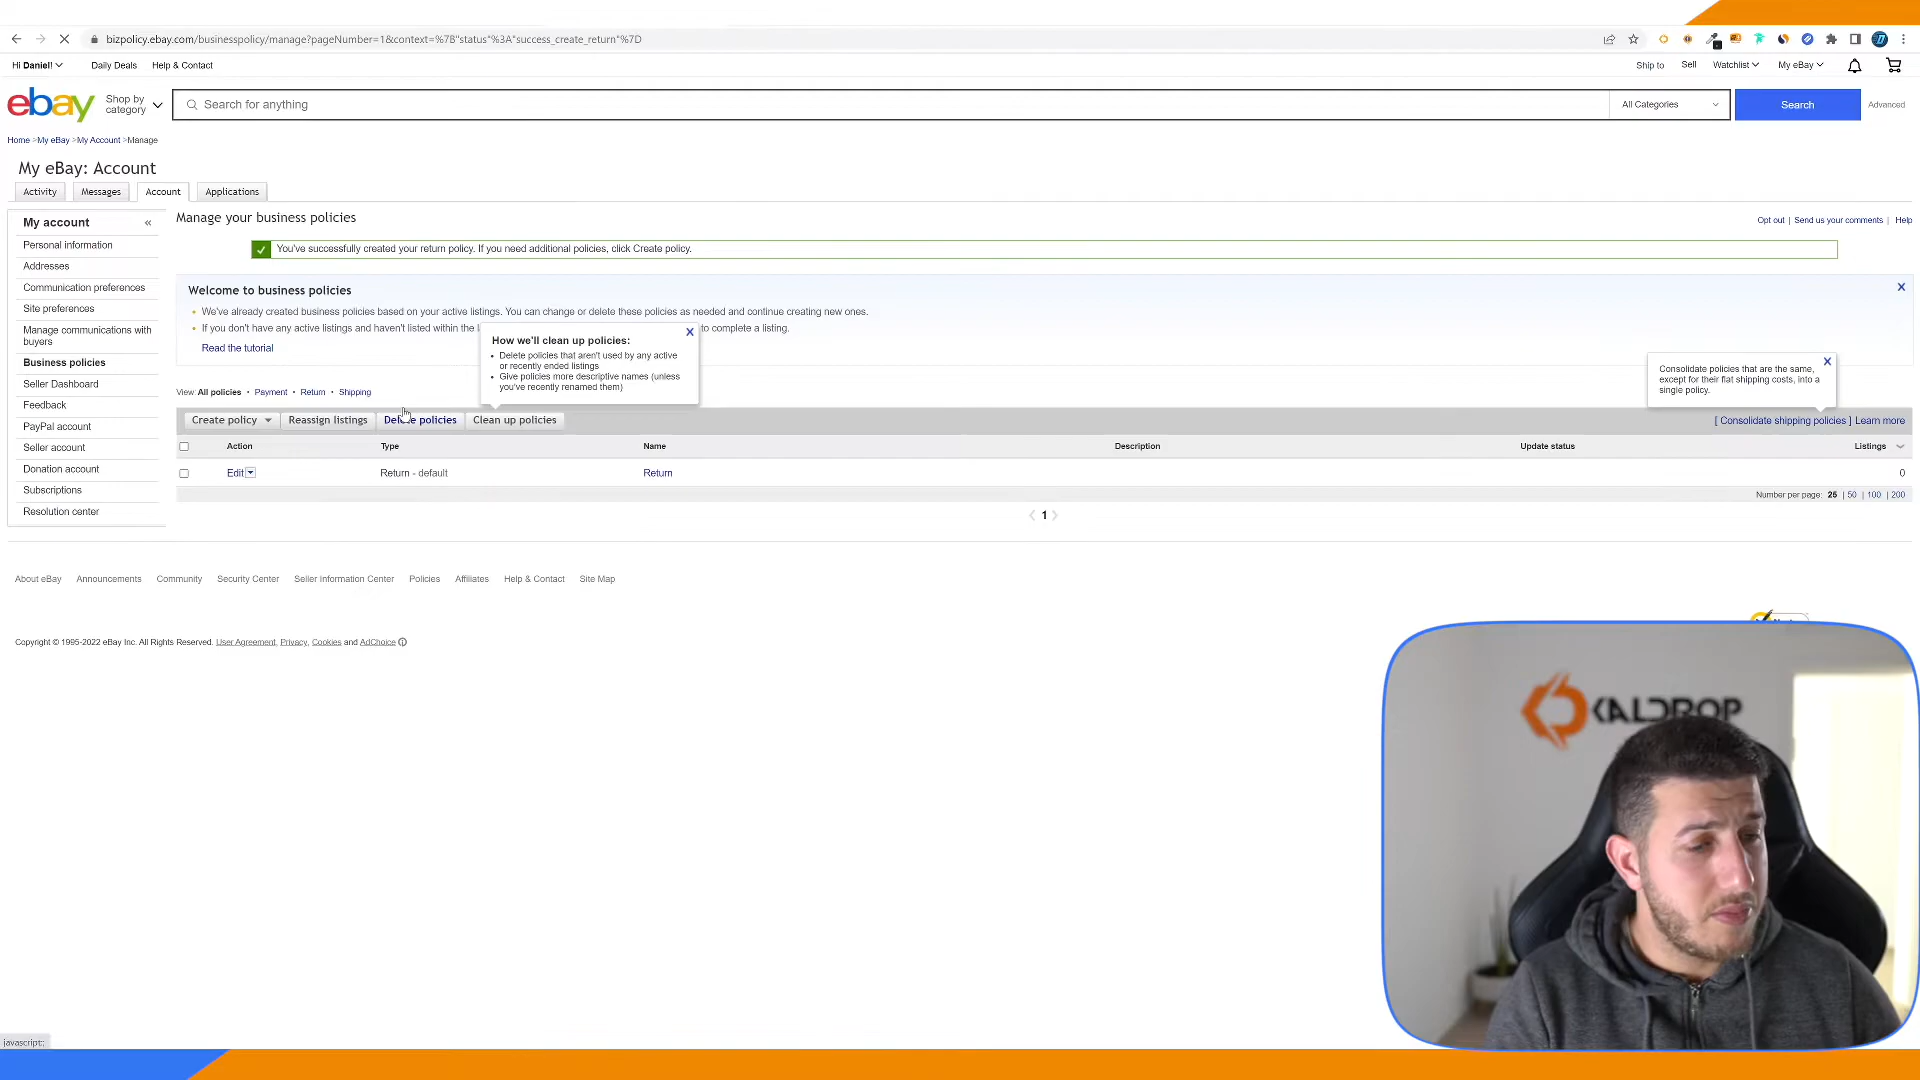 bizpolicy.ebay.com/businesspolicy/manage?pageNumber=1&context=%7B"status"%3A"success_create_return"%7D
Hi Daniel! Daily Deals Help & Contact Ship to Sell Watchlist My eBay
ebay Shop by category Search for anything All Categories Search Advanced
Home >My eBay >My Account >Manage
My eBay: Account
Activity Messages Account Applications
My account «
Personal information
Addresses
Communication preferences
Site preferences
Manage communications with
buyers
Business policies
Seller Dashboard
Feedback
PayPal account
Seller account
Donation account
Subscriptions
Resolution center
Manage your business policies
Opt out | Send us your comments | Help
You've successfully created your return policy. If you need additional policies, click Create policy.
Welcome to business policies
• We've already created business policies based on your active listings. You can change or delete these policies as needed and continue creating new ones.
• If you don't have any active listings and haven't listed within the to complete a listing.
Read the tutorial
How we'll clean up policies: X
• Delete policies that aren't used by any active
or recently ended listings
• Give policies more descriptive names (unless
you've recently renamed them)
Consolidate policies that are the same, X
except for their flat shipping costs, into a
single policy.
View: All policies • Payment • Return • Shipping
Create policy Reassign listings Delete policies Clean up policies [ Consolidate shipping policies ] Learn more
Action Type Name Description Update status Listings
Edit Return - default Return 0
Number per page: 25 | 50 | 100 | 200
1
About eBay Announcements Community Security Center Seller Information Center Policies Affiliates Help & Contact Site Map
Copyright © 1995-2022 eBay Inc. All Rights Reserved. User Agreement, Privacy, Cookies and AdChoice
KALDROP
javascript:;